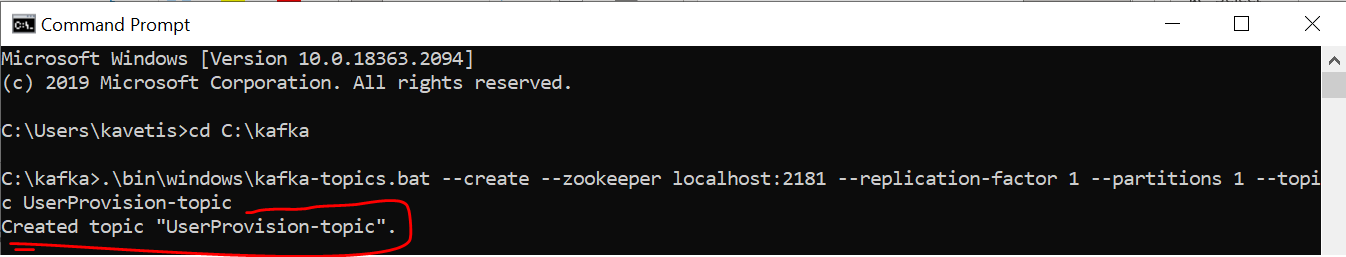 Command Prompt
Microsoft Windows [Version 10.0.18363.2094]
(c) 2019 Microsoft Corporation. All rights reserved.
C:\Users\kavetis>cd C:\kafka
C:\kafka>.\bin\windows\kafka-topics.bat --create --zookeeper localhost:2181 --replication-factor 1 --partitions 1 --topi
c UserProvision-topic
Created topic "UserProvision-topic".